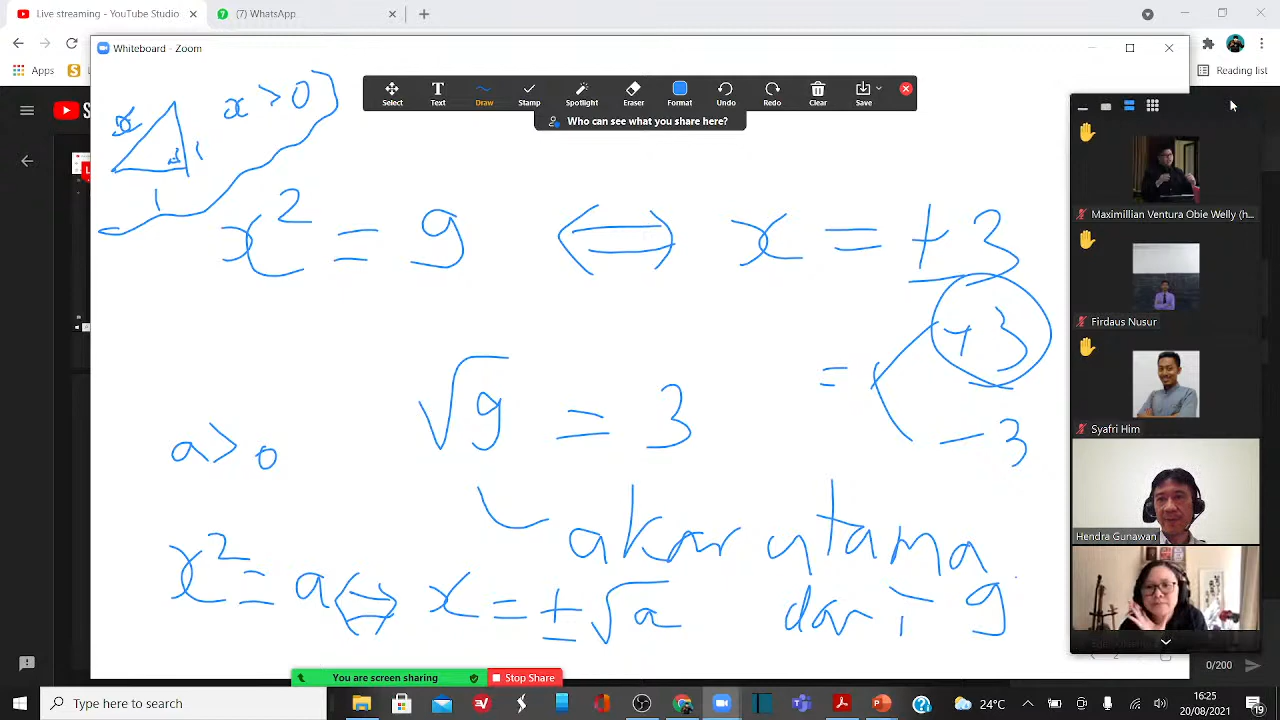 Live streaming - YouTube Studio
(7) WhatsApp
Apps
Reading list
Whiteboard - Zoom
Select Text Draw Stamp Spotlight Eraser Format Undo Redo Clear Save
Who can see what you share here?
x > 0
x
1
1
x² = 9 ⟺ x = ±3
= +3
-3
√9 = 3
a > 0
akar utama
dari 9
x² = a ⟺ x = ±√a
Maximillian Ventura Obie Welly (h...
Firdaus Nusur
Syafri Him
Hendra Gunawan
0/200
You are screen sharing
Stop Share
Type here to search
16:25
20/08/2021
19